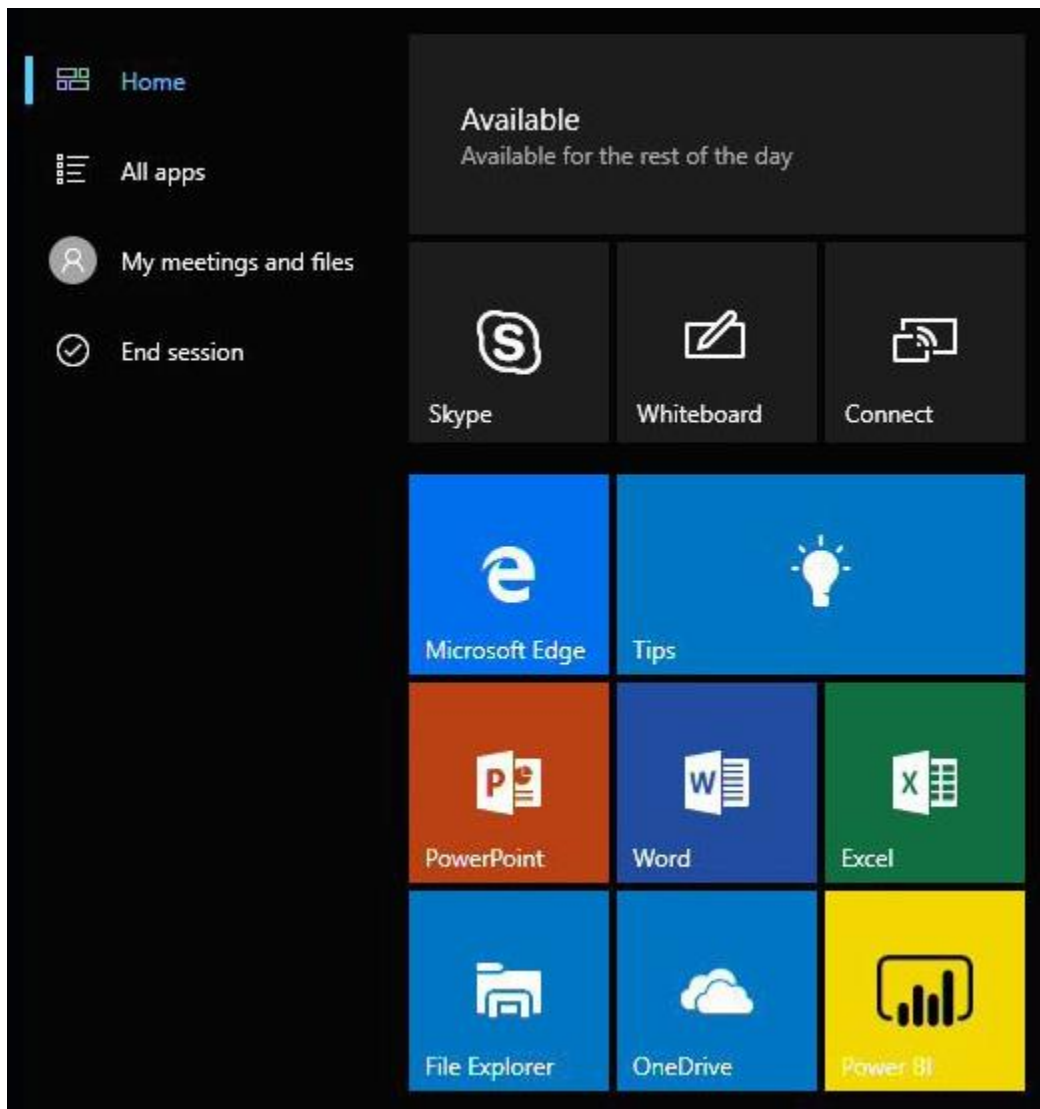 Home
All apps
My meetings and files
End session
Available
Available for the rest of the day
Skype
Whiteboard
Connect
Microsoft Edge
Tips
PowerPoint
Word
Excel
File Explorer
OneDrive
Power BI